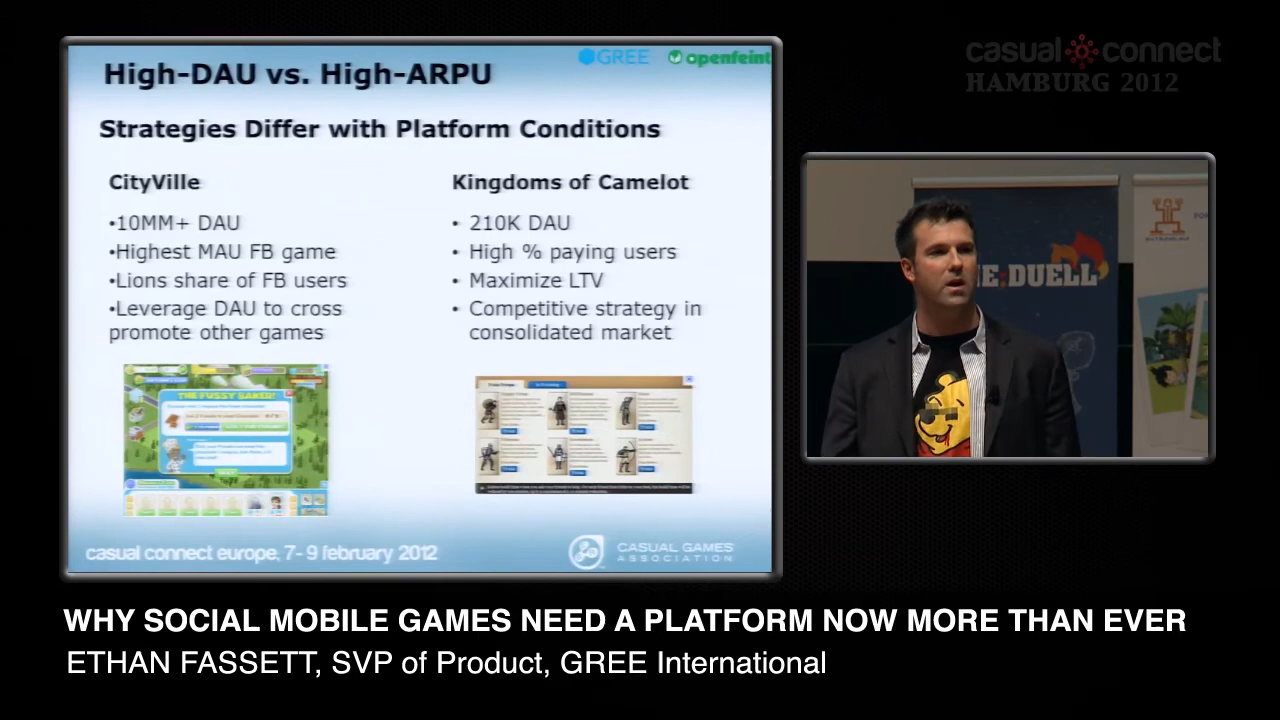 GREE openfeint
High-DAU vs. High-ARPU
Strategies Differ with Platform Conditions
CityVille
•10MM+ DAU
•Highest MAU FB game
•Lions share of FB users
•Leverage DAU to cross
promote other games
Kingdoms of Camelot
• 210K DAU
• High % paying users
• Maximize LTV
• Competitive strategy in
consolidated market
THE FUSSY BAKER!
casual connect europe, 7-9 february 2012
CASUAL GAMES
ASSOCIATION
casual connect
HAMBURG 2012
E:DUELL
WHY SOCIAL MOBILE GAMES NEED A PLATFORM NOW MORE THAN EVER
ETHAN FASSETT, SVP of Product, GREE International